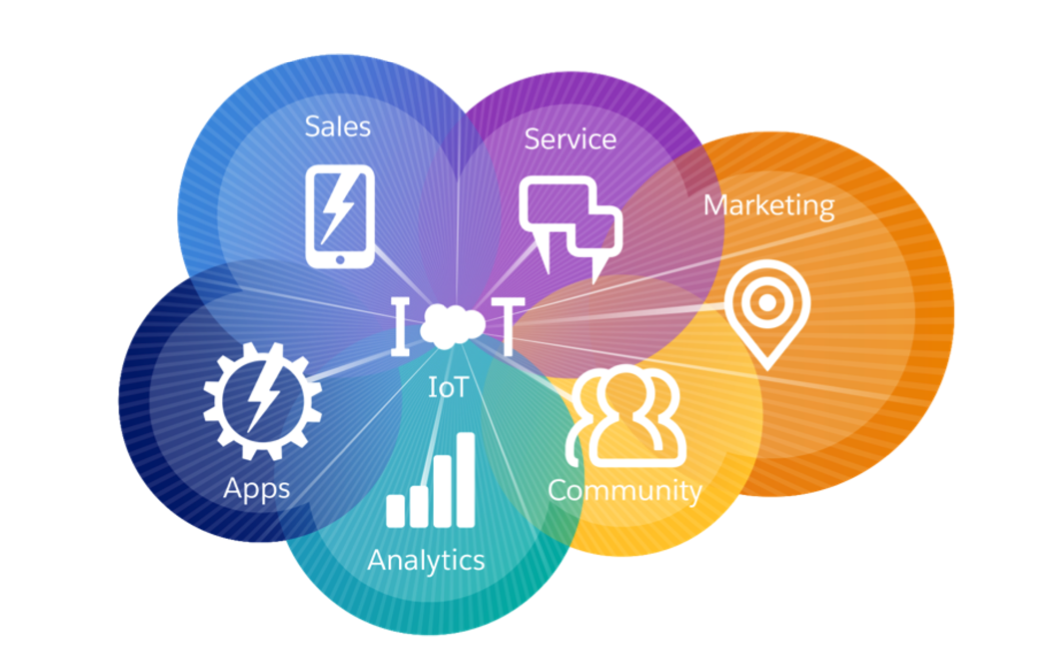 Sales
Service
Marketing
I T
IoT
Apps
Community
Analytics